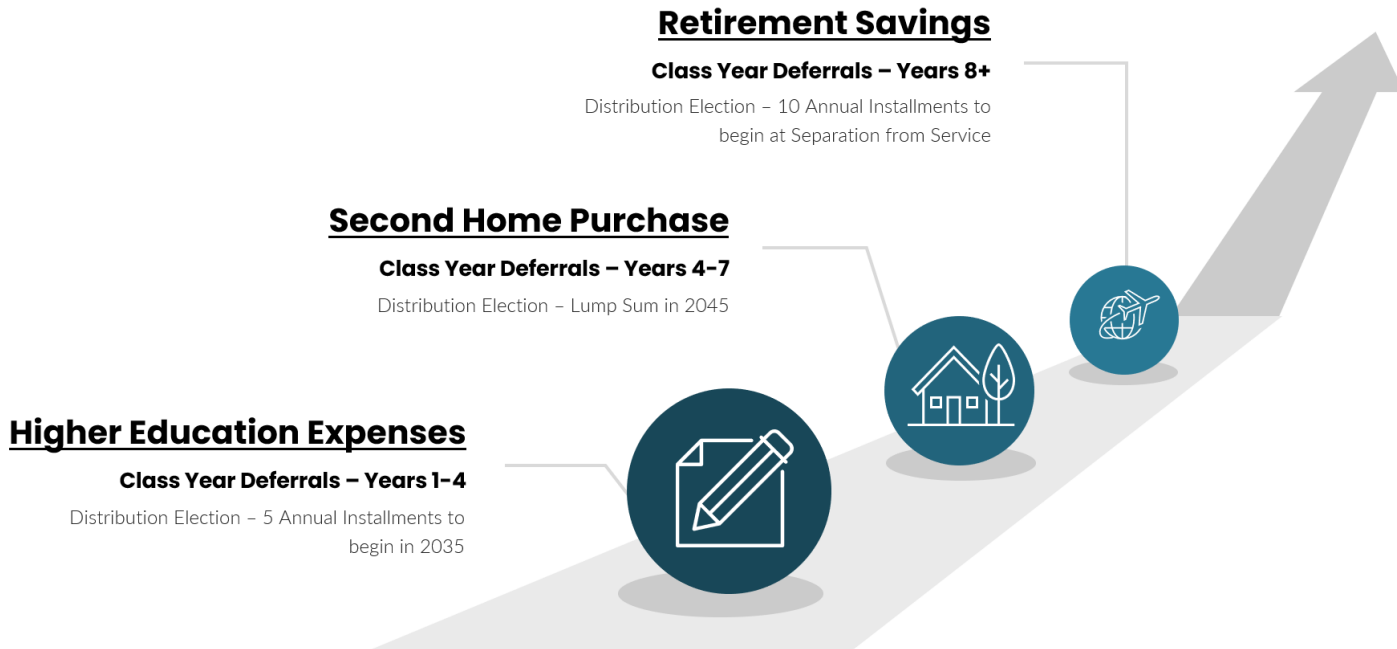 Retirement Savings
Class Year Deferrals – Years 8+
Distribution Election – 10 Annual Installments to
begin at Separation from Service
Second Home Purchase
Class Year Deferrals – Years 4-7
Distribution Election – Lump Sum in 2045
Higher Education Expenses
Class Year Deferrals – Years 1-4
Distribution Election – 5 Annual Installments to
begin in 2035